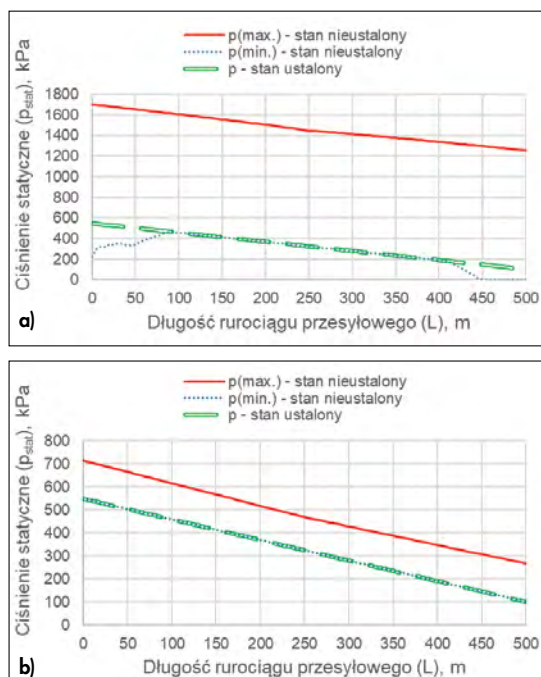 p(max.) - stan nieustalony
p(min.) - stan nieustalony
p - stan ustalony
Ciśnienie statyczne (pstat), kPa
1800
1600
1400
1200
1000
800
600
400
200
0
0 50 100 150 200 250 300 350 400 450 500
Długość rurociągu przesyłowego (L), m
a)
p(max.) - stan nieustalony
p(min.) - stan nieustalony
p - stan ustalony
Ciśnienie statyczne (pstat), kPa
800
700
600
500
400
300
200
100
0
0 50 100 150 200 250 300 350 400 450 500
Długość rurociągu przesyłowego (L), m
b)